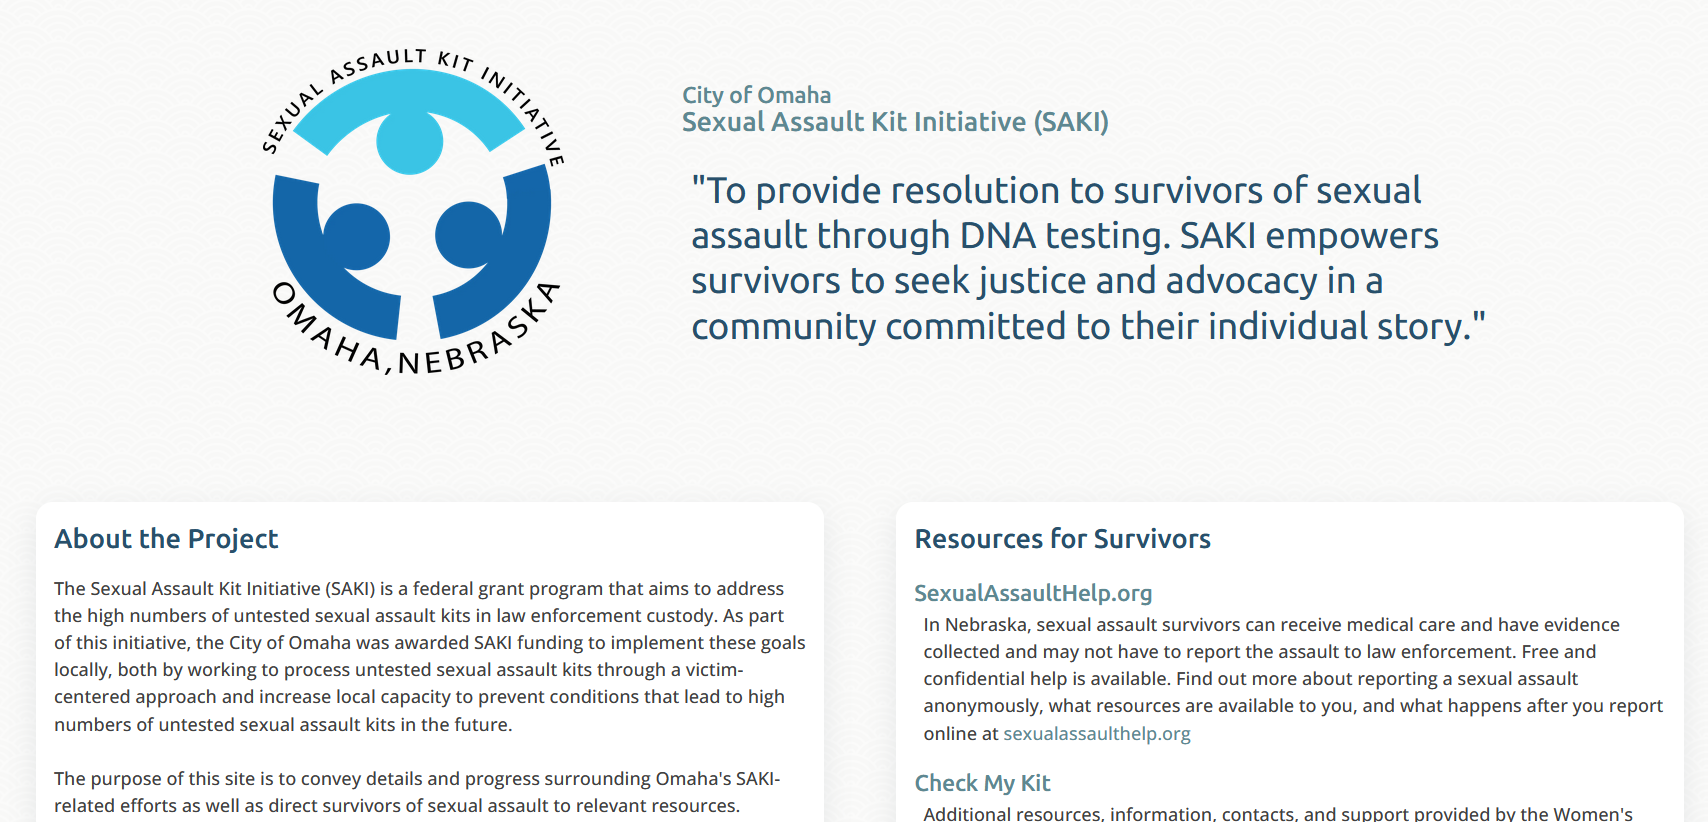 SEXUAL ASSAULT KIT INITIATIVE
OMAHA, NEBRASKA
City of Omaha
Sexual Assault Kit Initiative (SAKI)
"To provide resolution to survivors of sexual
assault through DNA testing. SAKI empowers
survivors to seek justice and advocacy in a
community committed to their individual story."
About the Project
The Sexual Assault Kit Initiative (SAKI) is a federal grant program that aims to address
the high numbers of untested sexual assault kits in law enforcement custody. As part
of this initiative, the City of Omaha was awarded SAKI funding to implement these goals
locally, both by working to process untested sexual assault kits through a victim-
centered approach and increase local capacity to prevent conditions that lead to high
numbers of untested sexual assault kits in the future.
The purpose of this site is to convey details and progress surrounding Omaha's SAKI-
related efforts as well as direct survivors of sexual assault to relevant resources.
Resources for Survivors
SexualAssaultHelp.org
In Nebraska, sexual assault survivors can receive medical care and have evidence
collected and may not have to report the assault to law enforcement. Free and
confidential help is available. Find out more about reporting a sexual assault
anonymously, what resources are available to you, and what happens after you report
online at sexualassaulthelp.org
Check My Kit
Additional resources, information, contacts, and support provided by the Women's